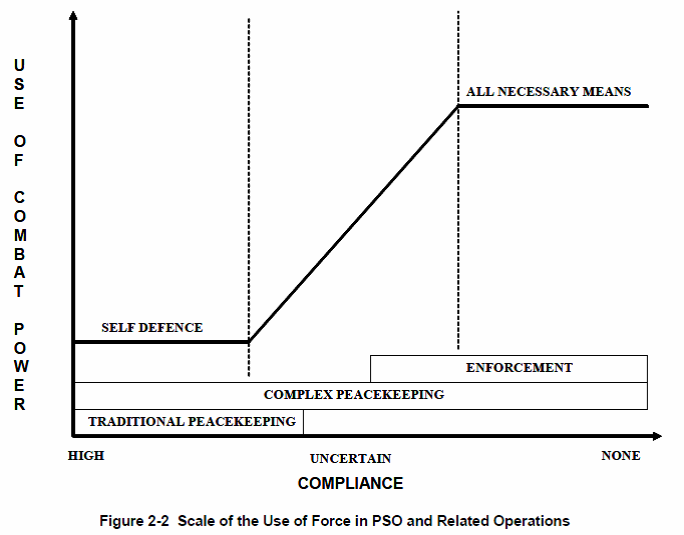 USE OF COMBAT POWER
ALL NECESSARY MEANS
SELF DEFENCE
ENFORCEMENT
COMPLEX PEACEKEEPING
TRADITIONAL PEACEKEEPING
HIGH
UNCERTAIN
NONE
COMPLIANCE
Figure 2-2 Scale of the Use of Force in PSO and Related Operations